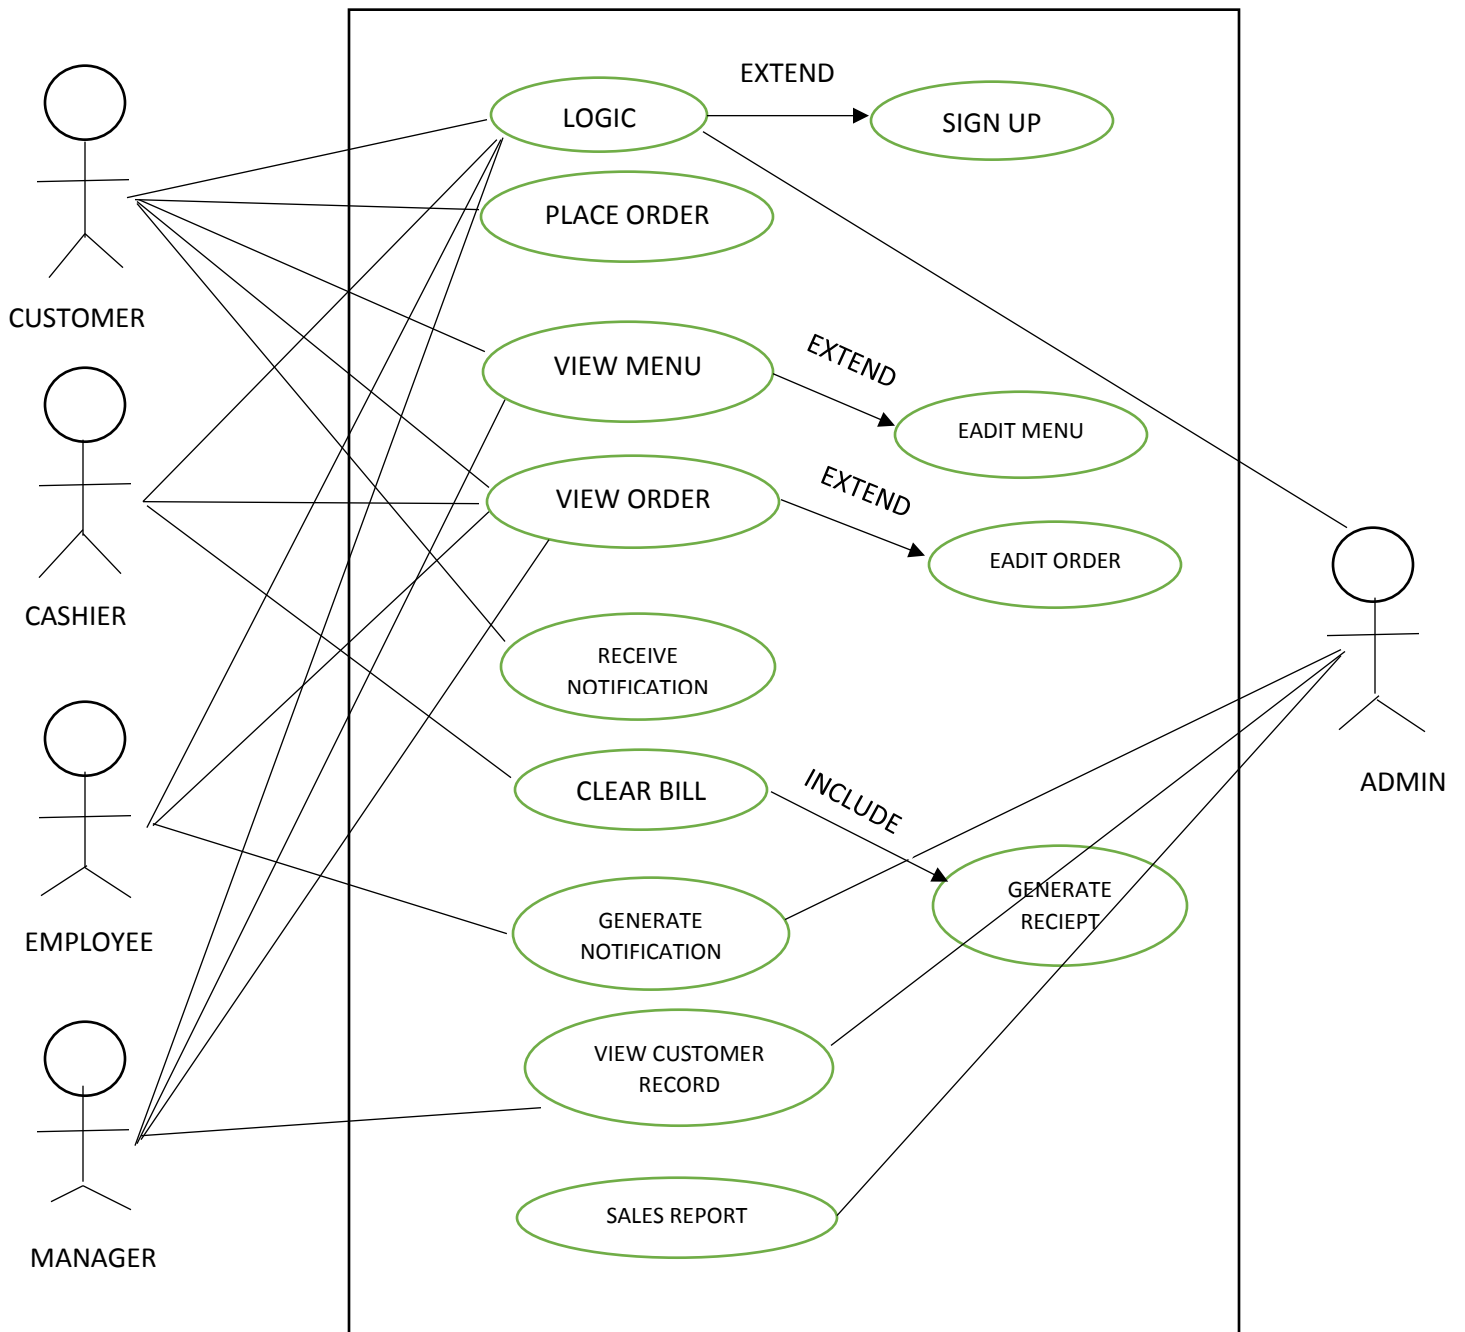 EXTEND
LOGIC
SIGN UP
PLACE ORDER
CUSTOMER
VIEW MENU
EXTEND
EADIT MENU
VIEW ORDER
EXTEND
EADIT ORDER
CASHIER
RECEIVE
NOTIFICATION
CLEAR BILL
INCLUDE
ADMIN
GENERATE
RECIEPT
GENERATE
NOTIFICATION
EMPLOYEE
VIEW CUSTOMER
RECORD
SALES REPORT
MANAGER